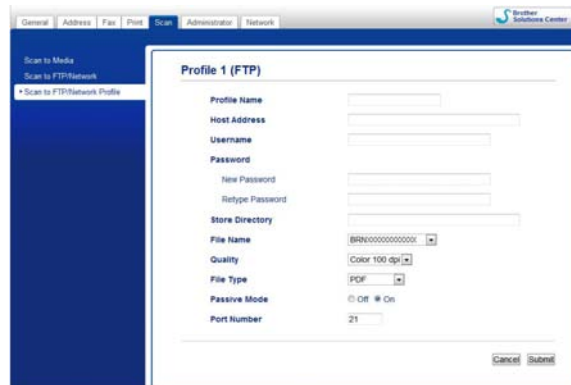 General Address Fax Print Scan Administrator Network
Brother
Solutions Center
Scan to Media
Scan to FTP/Network
Scan to FTP/Network Profile
Profile 1 (FTP)
Profile Name
Host Address
Username
Password
New Password
Retype Password
Store Directory
File Name BRNXXXXXXXXXXXX
Quality Color 100 dpi
File Type PDF
Passive Mode Off On
Port Number 21
Cancel Submit